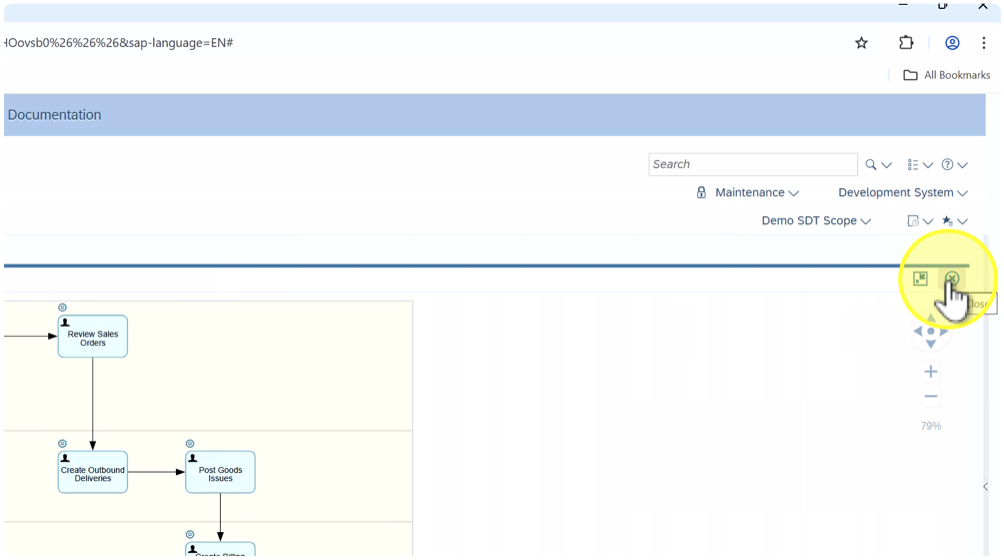 HOovsb0%26%26%26&sap-language=EN#
All Bookmarks
Documentation
Search
Maintenance
Development System
Demo SDT Scope
Close
Review Sales
Orders
79%
Create Outbound
Deliveries
Post Goods
Issues
Create Billing